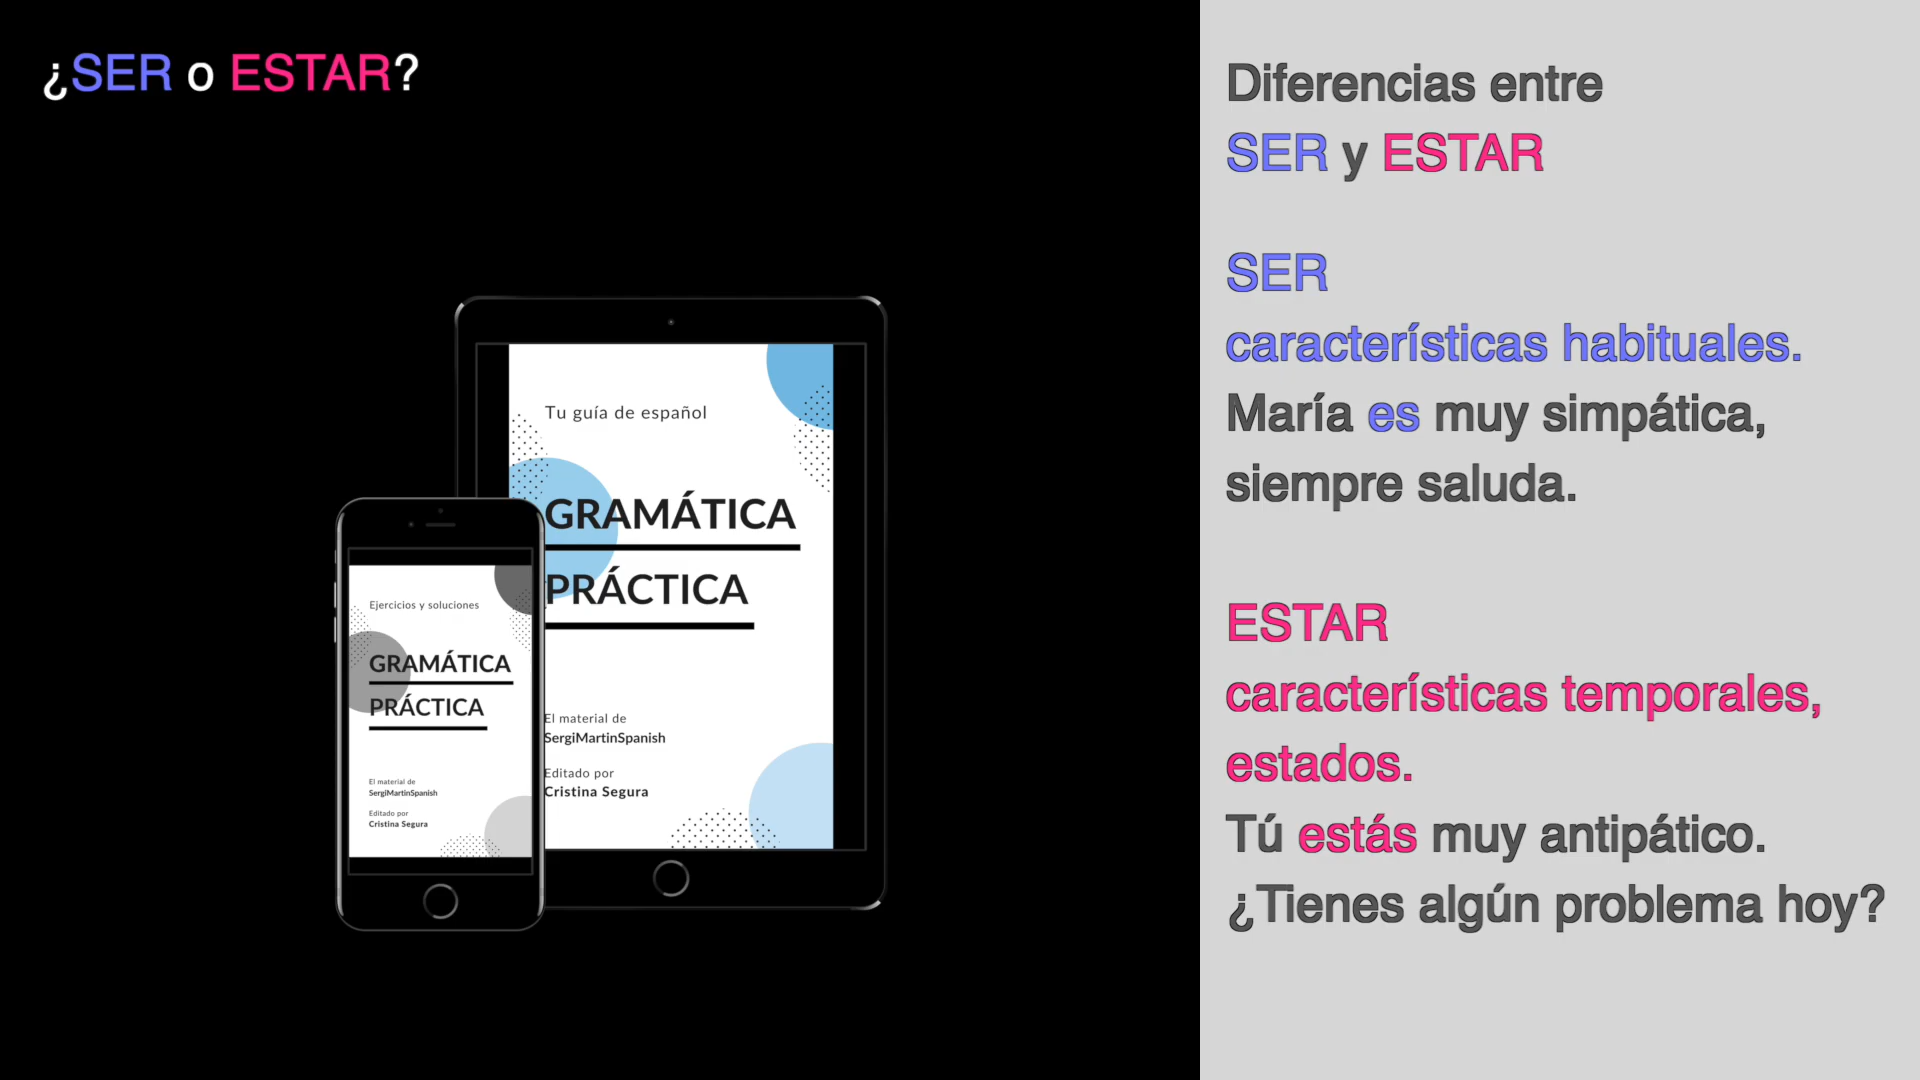 ¿SER o ESTAR?
Tu guía de español
GRAMÁTICA
PRÁCTICA
El material de
SergiMartinSpanish
Editado por
Cristina Segura
Ejercicios y soluciones
GRAMÁTICA
PRÁCTICA
El material de
SergiMartinSpanish
Editado por
Cristina Segura
Diferencias entre
SER y ESTAR
SER
características habituales.
María es muy simpática,
siempre saluda.
ESTAR
características temporales,
estados.
Tú estás muy antipático.
¿Tienes algún problema hoy?